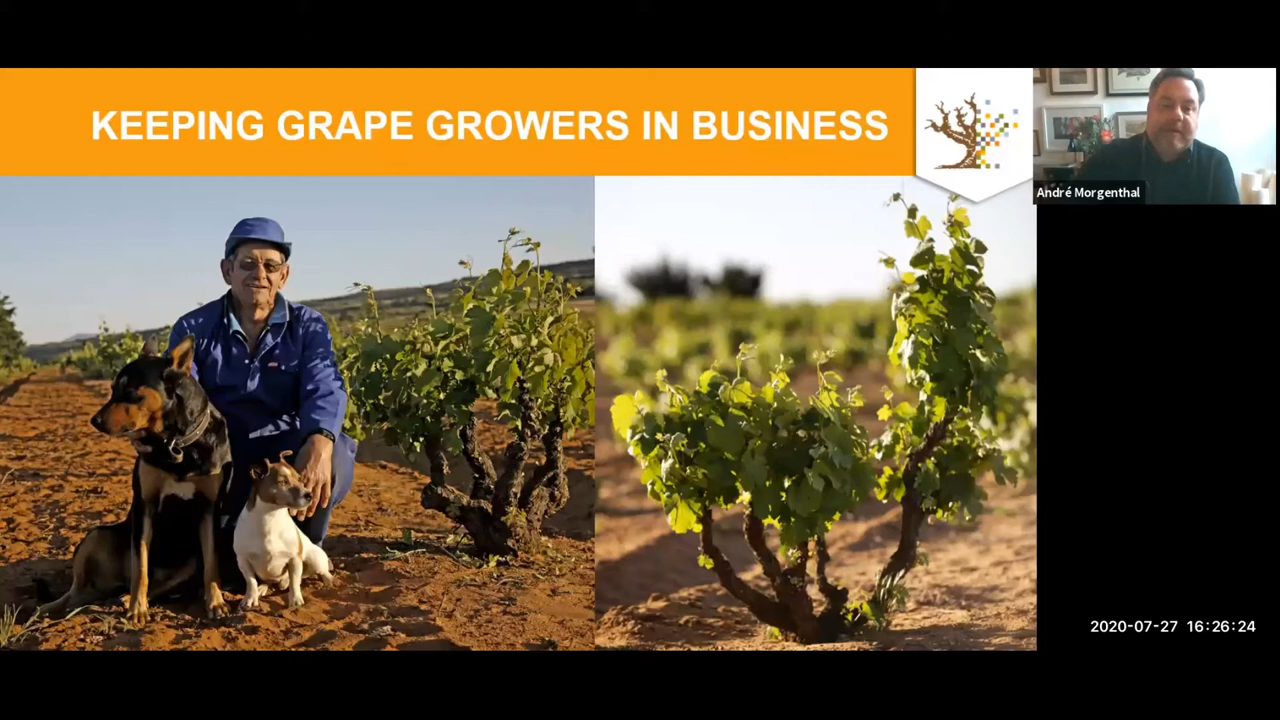 KEEPING GRAPE GROWERS IN BUSINESS
André Morgenthal
2020-07-27 16:26:24